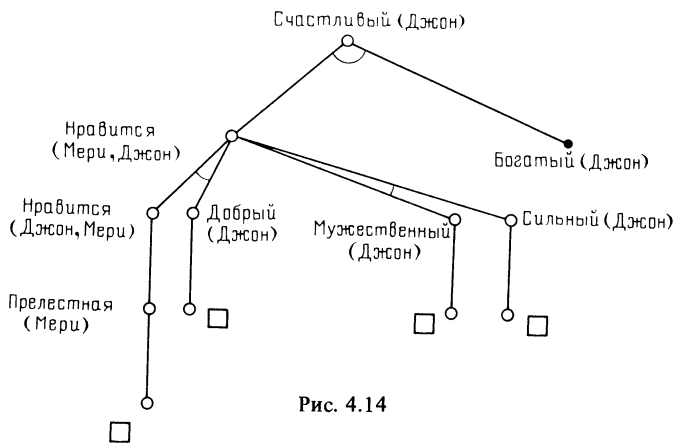 Счастливый (Джон)
Нравится
(Мери, Джон)
Богатый (Джон)
Нравится
(Джон, Мери)
Добрый
(Джон)
Мужественный
(Джон)
Сильный (Джон)
Прелестная
(Мери)
Рис. 4.14